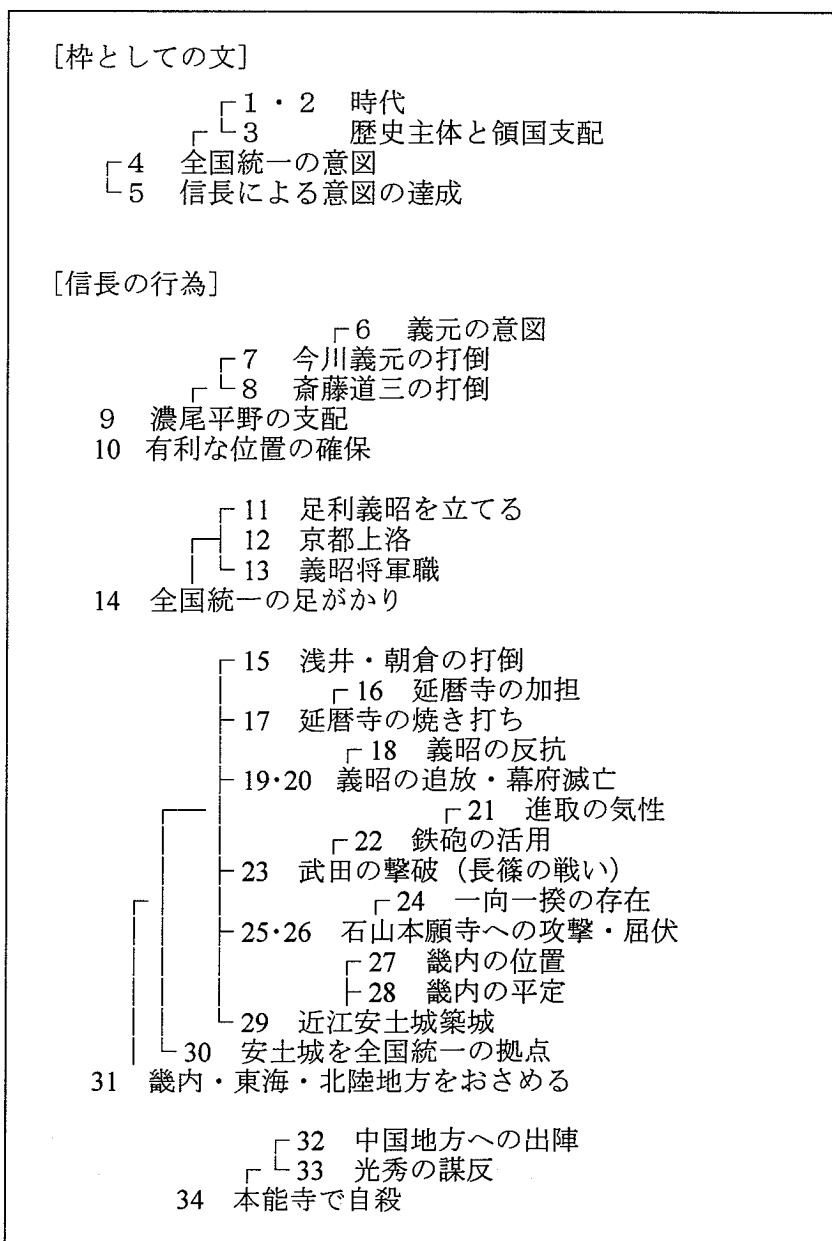 [枠としての文]
1・2 時代
3 歴史主体と領国支配
4 全国統一の意図
5 信長による意図の達成
[信長の行為]
6 義元の意図
7 今川義元の打倒
8 斎藤道三の打倒
9 濃尾平野の支配
10 有利な位置の確保
11 足利義昭を立てる
12 京都上洛
13 義昭将軍職
14 全国統一の足がかり
15 浅井・朝倉の打倒
16 延暦寺の加担
17 延暦寺の焼き打ち
18 義昭の反抗
19・20 義昭の追放・幕府滅亡
21 進取の気性
22 鉄砲の活用
23 武田の撃破（長篠の戦い）
24 一向一揆の存在
25・26 石山本願寺への攻撃・屈伏
27 畿内の位置
28 畿内の平定
29 近江安土城築城
30 安土城を全国統一の拠点
31 畿内・東海・北陸地方をおさめる
32 中国地方への出陣
33 光秀の謀反
34 本能寺で自殺